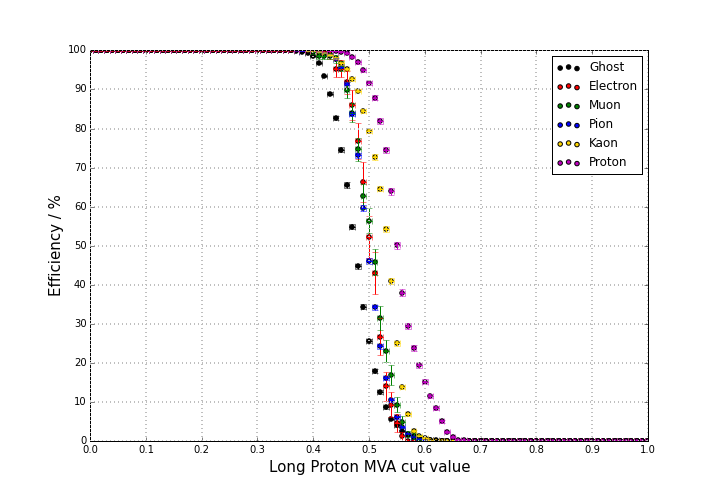 100
90
80
70
60
50
40
30
20
10
0
Efficiency / %
Ghost
Electron
Muon
Pion
Kaon
Proton
0.0 0.1 0.2 0.3 0.4 0.5 0.6 0.7 0.8 0.9 1.0
Long Proton MVA cut value